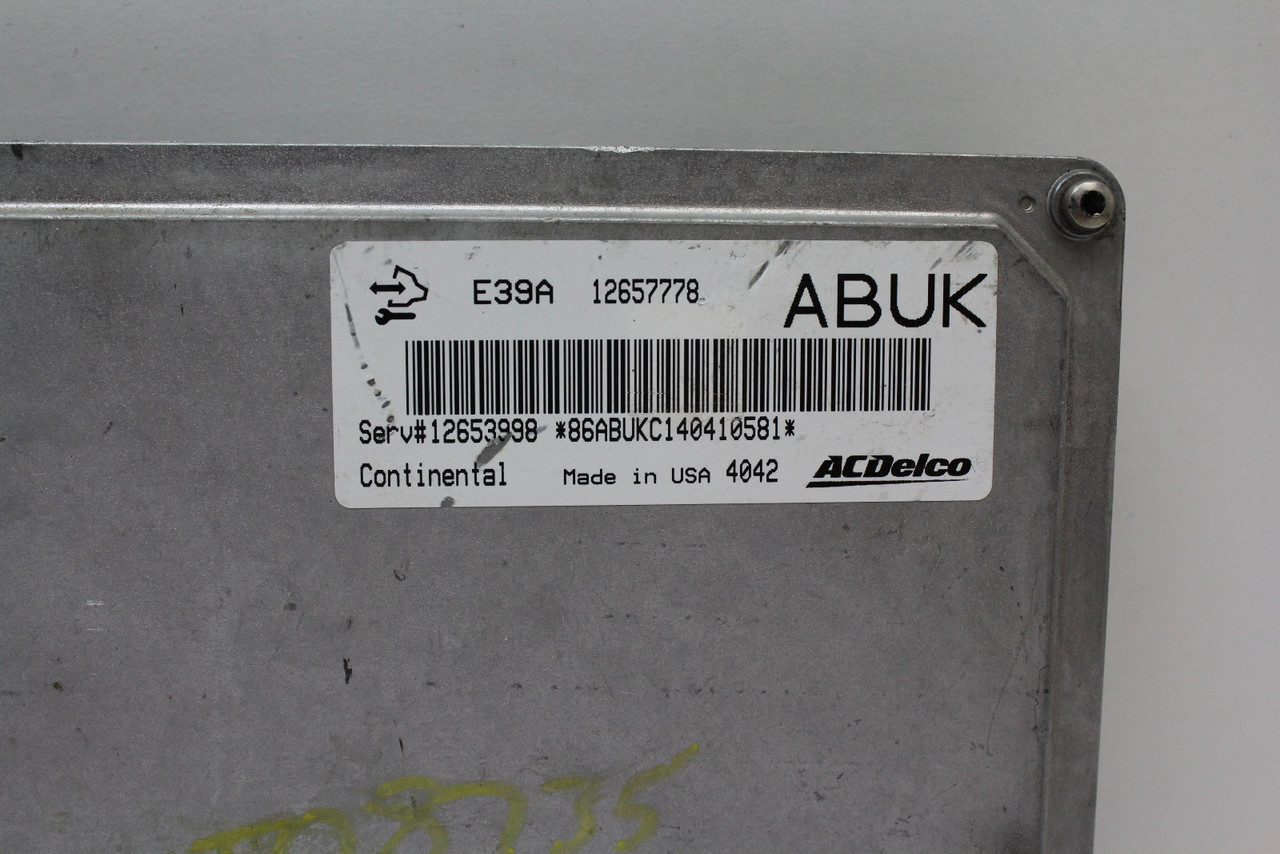 E39A 12657778 ABUK
Serv#12653998 *86ABUKC140410581*
Continental Made in USA 4042 ACDelco